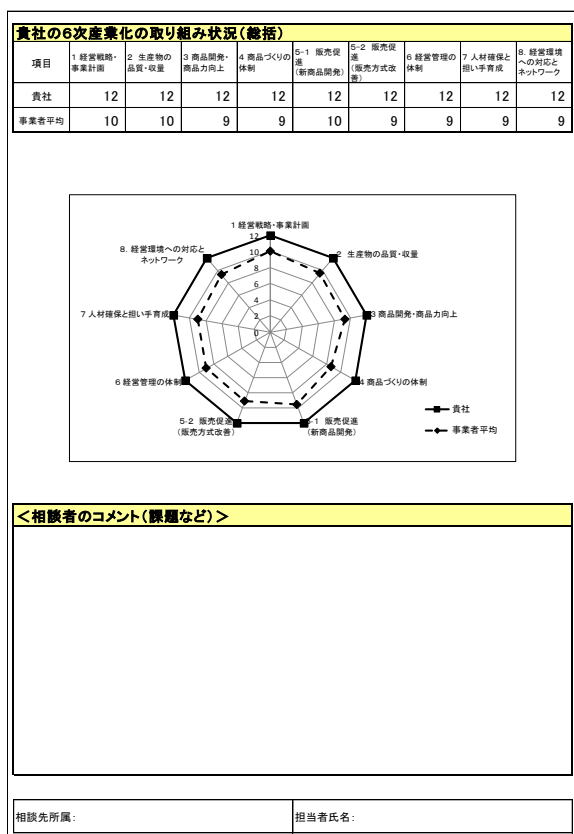 貴社の6次産業化の取り組み状況（総括）
項目
1 経営戦略・
事業計画
2 生産物の
品質・収量
3 商品開発・
商品力向上
4 商品づくりの
体制
5-1 販売促
進
（新商品開発）
5-2 販売促
進
（販売方式改
善）
6 経営管理の
体制
7 人材確保と
担い手育成
8. 経営環境
への対応と
ネットワーク
貴社 12 12 12 12 12 12 12 12 12
事業者平均 10 10 9 9 10 9 9 9 9
1 経営戦略・事業計画
12
10
8
6
4
2
0
2 生産物の品質・収量
3 商品開発・商品力向上
4 商品づくりの体制
5-1 販売促進
（新商品開発）
5-2 販売促進
（販売方式改善）
6 経営管理の体制
7 人材確保と担い手育成
8. 経営環境への対応と
ネットワーク
貴社
事業者平均
＜相談者のコメント（課題など）＞
相談先所属： 担当者氏名：